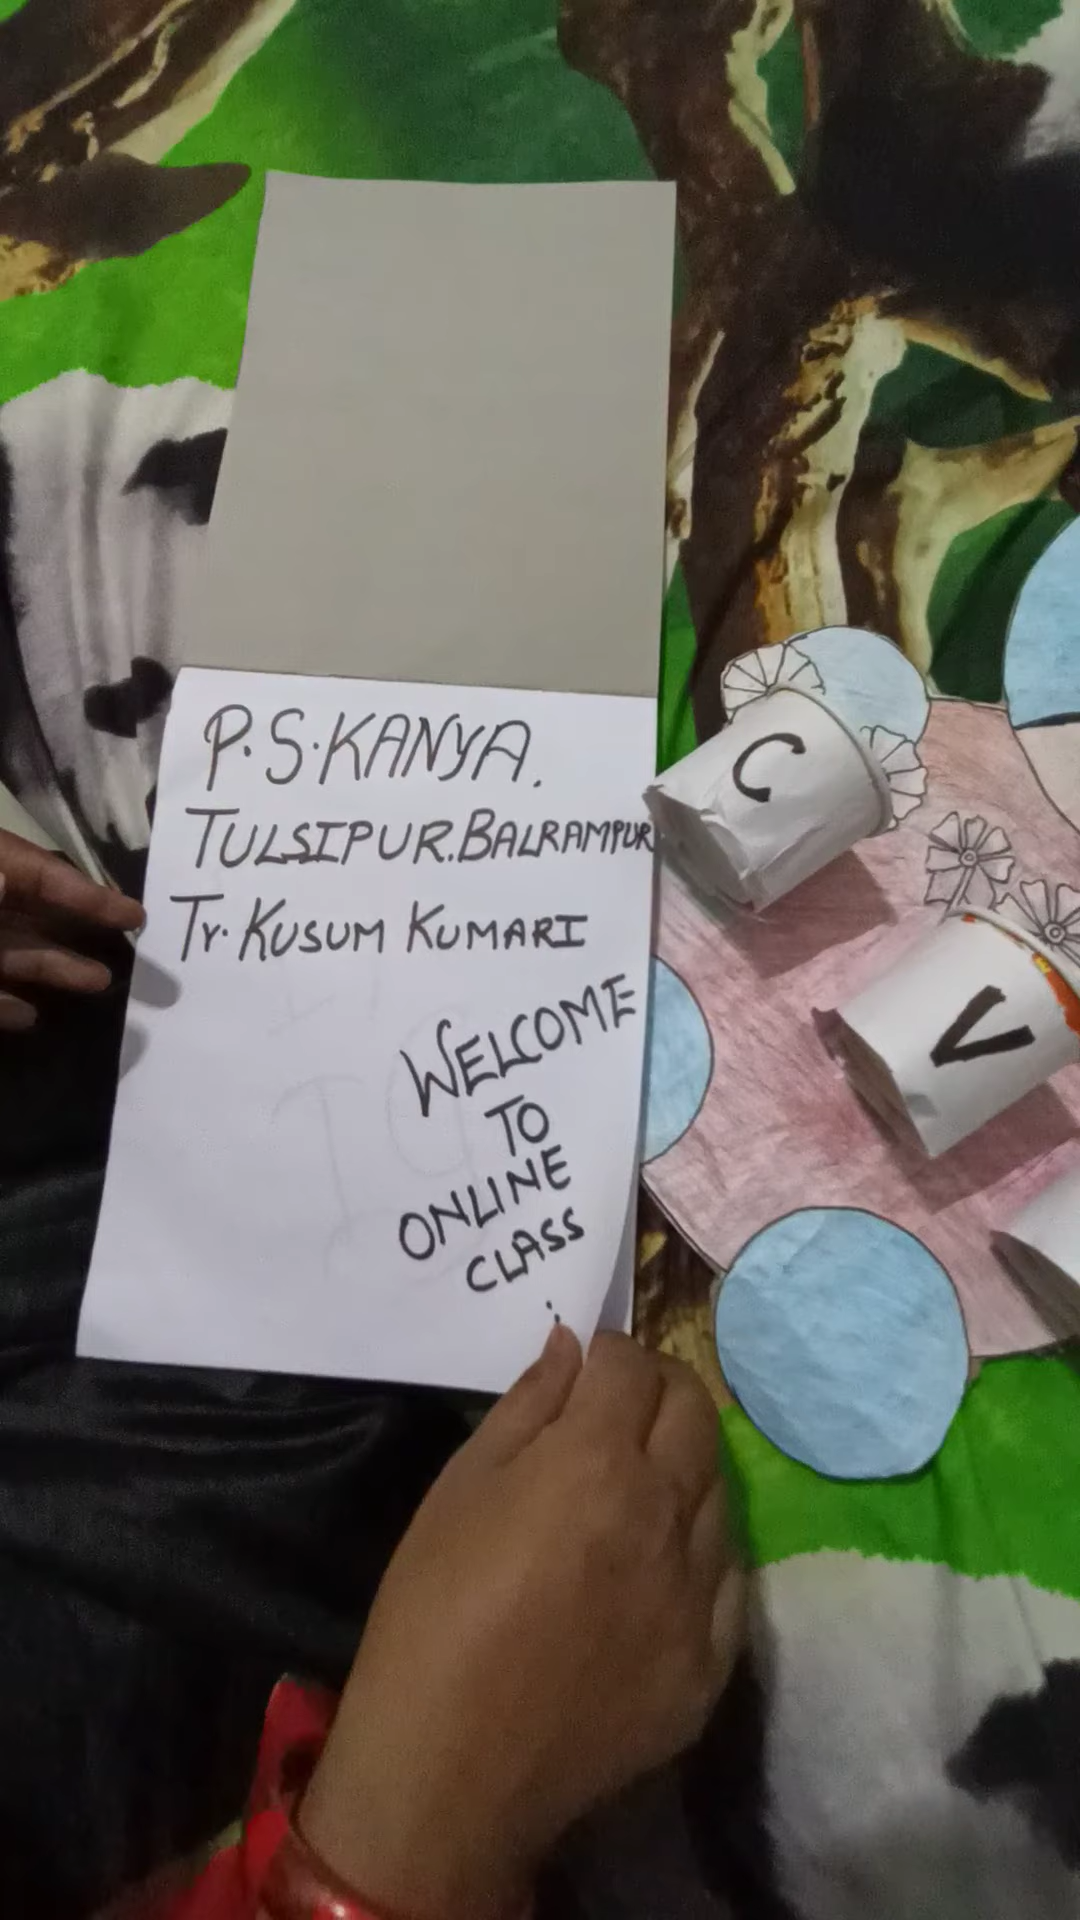 P.S.KANYA.
TULSIPUR.BALRAMPUR
Tr. KUSUM KUMARI
WELCOME
TO
ONLINE
CLASS
C
V